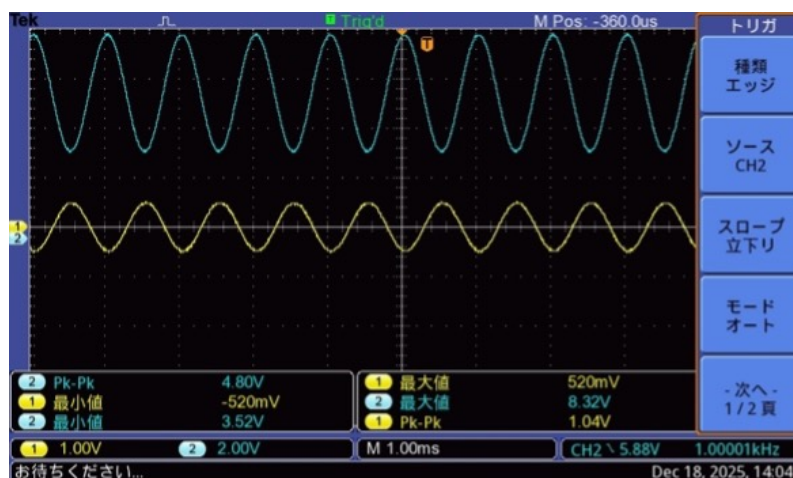 Tek Trig'd M Pos: -360.0us トリガ
T
種類
エッジ
ソース
CH2
スロープ
立下り
モード
オート
- 次へ -
1/2 頁
1
2
2 Pk-Pk 4.80V 1 最大値 520mV
1 最小値 -520mV 2 最大値 8.32V
2 最小値 3.52V 1 Pk-Pk 1.04V
1 1.00V 2 2.00V M 1.00ms CH2 \ 5.88V 1.00001kHz
お待ちください... Dec 18, 2025, 14:04